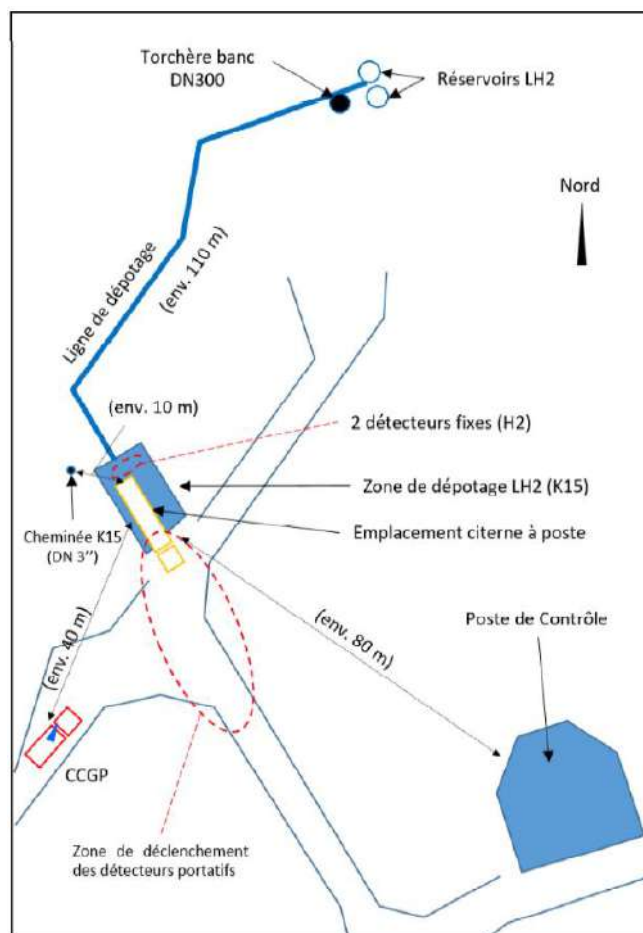 Torchère banc
DN300
Réservoirs LH2
Nord
Ligne de dépotage
(env. 110 m)
(env. 10 m)
2 détecteurs fixes (H2)
Zone de dépotage LH2 (K15)
Cheminée K15
(DN 3’’)
Emplacement citerne à poste
(env. 40 m)
(env. 80 m)
Poste de Contrôle
CCGP
Zone de déclenchement
des détecteurs portatifs